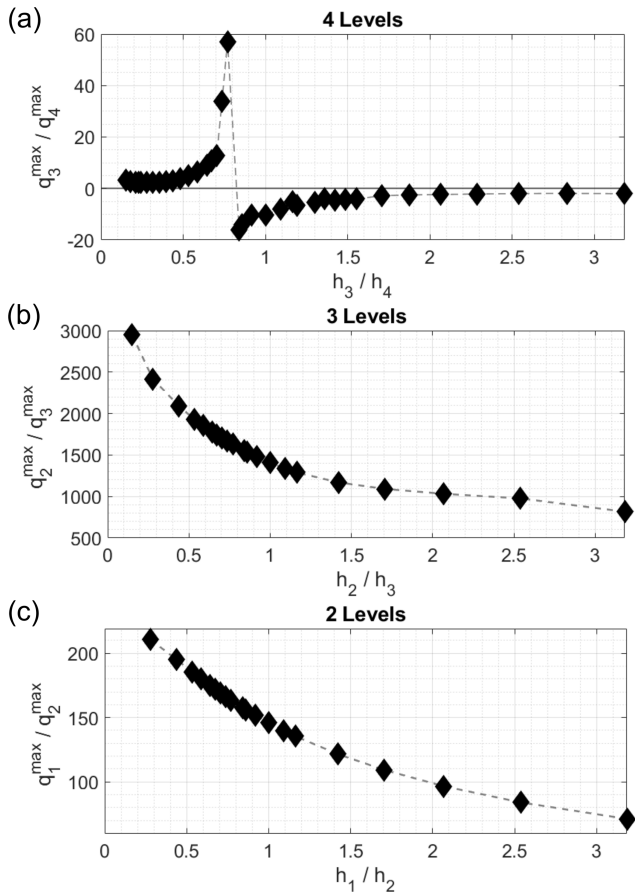 (a)
4 Levels
60
40
20
0
-20
q₃ᵐᵃˣ / q₄ᵐᵃˣ
0.5 1 1.5 2 2.5 3
h₃ / h₄
(b)
3 Levels
3000
2500
2000
1500
1000
500
q₂ᵐᵃˣ / q₃ᵐᵃˣ
0 0.5 1 1.5 2 2.5 3
h₂ / h₃
(c)
2 Levels
200
150
100
q₁ᵐᵃˣ / q₂ᵐᵃˣ
0 0.5 1 1.5 2 2.5 3
h₁ / h₂